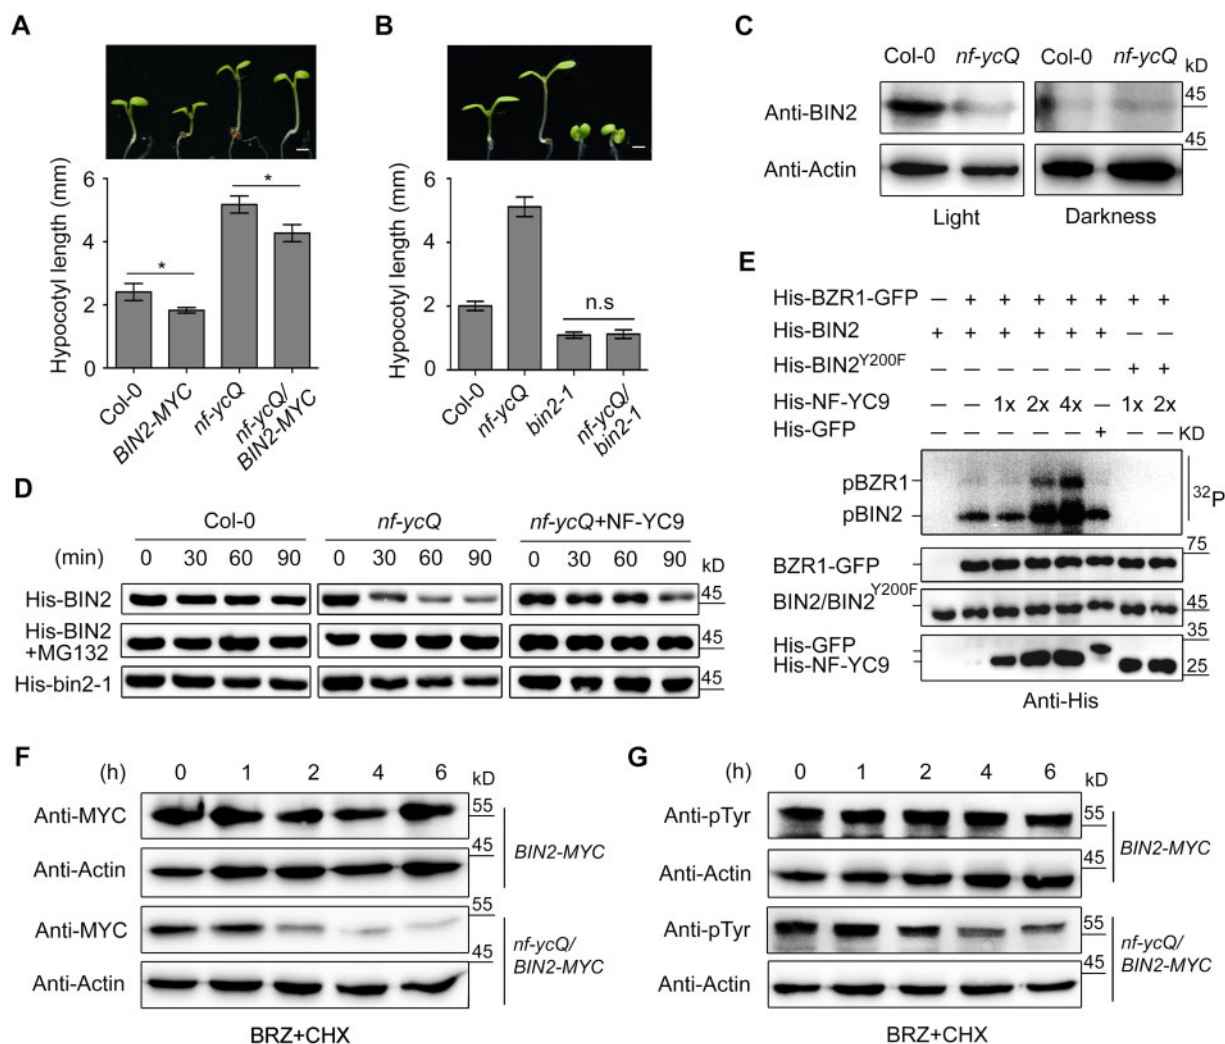 A
Hypocotyl length (mm)
6
4
2
0
*
*
Col-0
BIN2-MYC
nf-ycQ
nf-ycQ/
BIN2-MYC
B
Hypocotyl length (mm)
6
4
2
0
n.s
Col-0
nf-ycQ
bin2-1
nf-ycQ/
bin2-1
C
Col-0 nf-ycQ Col-0 nf-ycQ kD
Anti-BIN2 45
45
Anti-Actin
Light Darkness
D
Col-0 nf-ycQ nf-ycQ+NF-YC9
(min) 0 30 60 90 0 30 60 90 0 30 60 90 kD
His-BIN2 45
His-BIN2
+MG132 45
His-bin2-1 45
E
His-BZR1-GFP — + + + + + + +
His-BIN2 + + + + + + — —
His-BIN2Y200F — — — — — — + +
His-NF-YC9 — — 1x 2x 4x — 1x 2x
His-GFP — — — — — + — — KD
pBZR1
pBIN2
32P
BZR1-GFP 75
BIN2/BIN2Y200F 45
His-GFP 35
His-NF-YC9 25
Anti-His
F
(h) 0 1 2 4 6 kD
Anti-MYC 55
45
Anti-Actin
BIN2-MYC
Anti-MYC 55
45
Anti-Actin
nf-ycQ/
BIN2-MYC
BRZ+CHX
G
(h) 0 1 2 4 6 kD
Anti-pTyr 55
45
Anti-Actin
BIN2-MYC
Anti-pTyr 55
45
Anti-Actin
nf-ycQ/
BIN2-MYC
BRZ+CHX